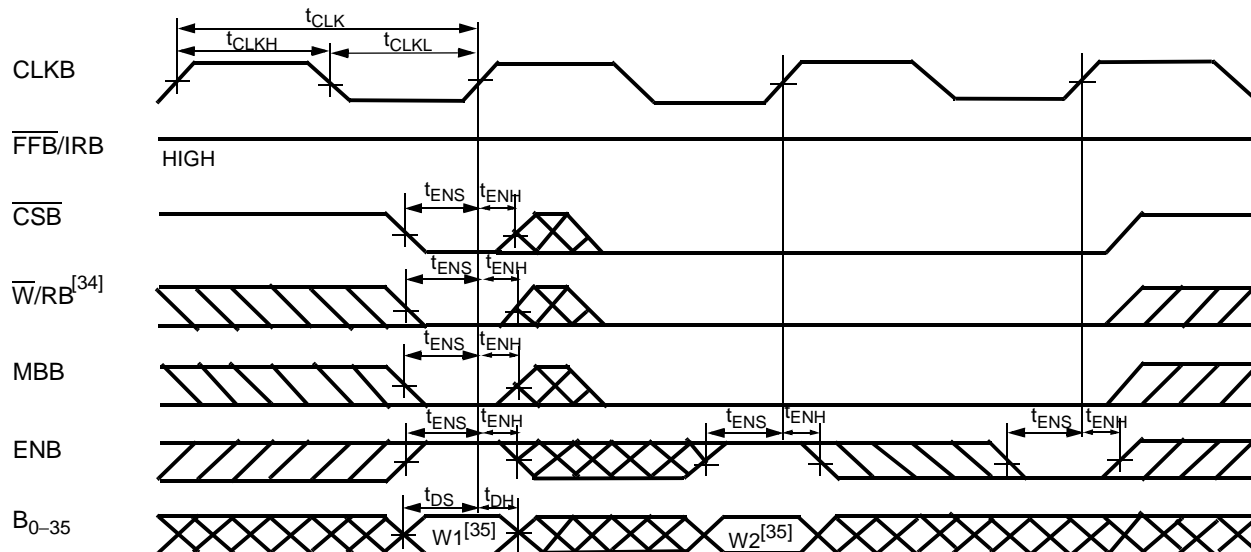 tCLK
tCLKH tCLKL
CLKB
FFB/IRB
HIGH
tENS tENH
CSB
tENS tENH
W/RB[34]
tENS tENH
MBB
tENS tENH tENS tENH tENS tENH
ENB
tDS tDH
B0–35 W1[35] W2[35]